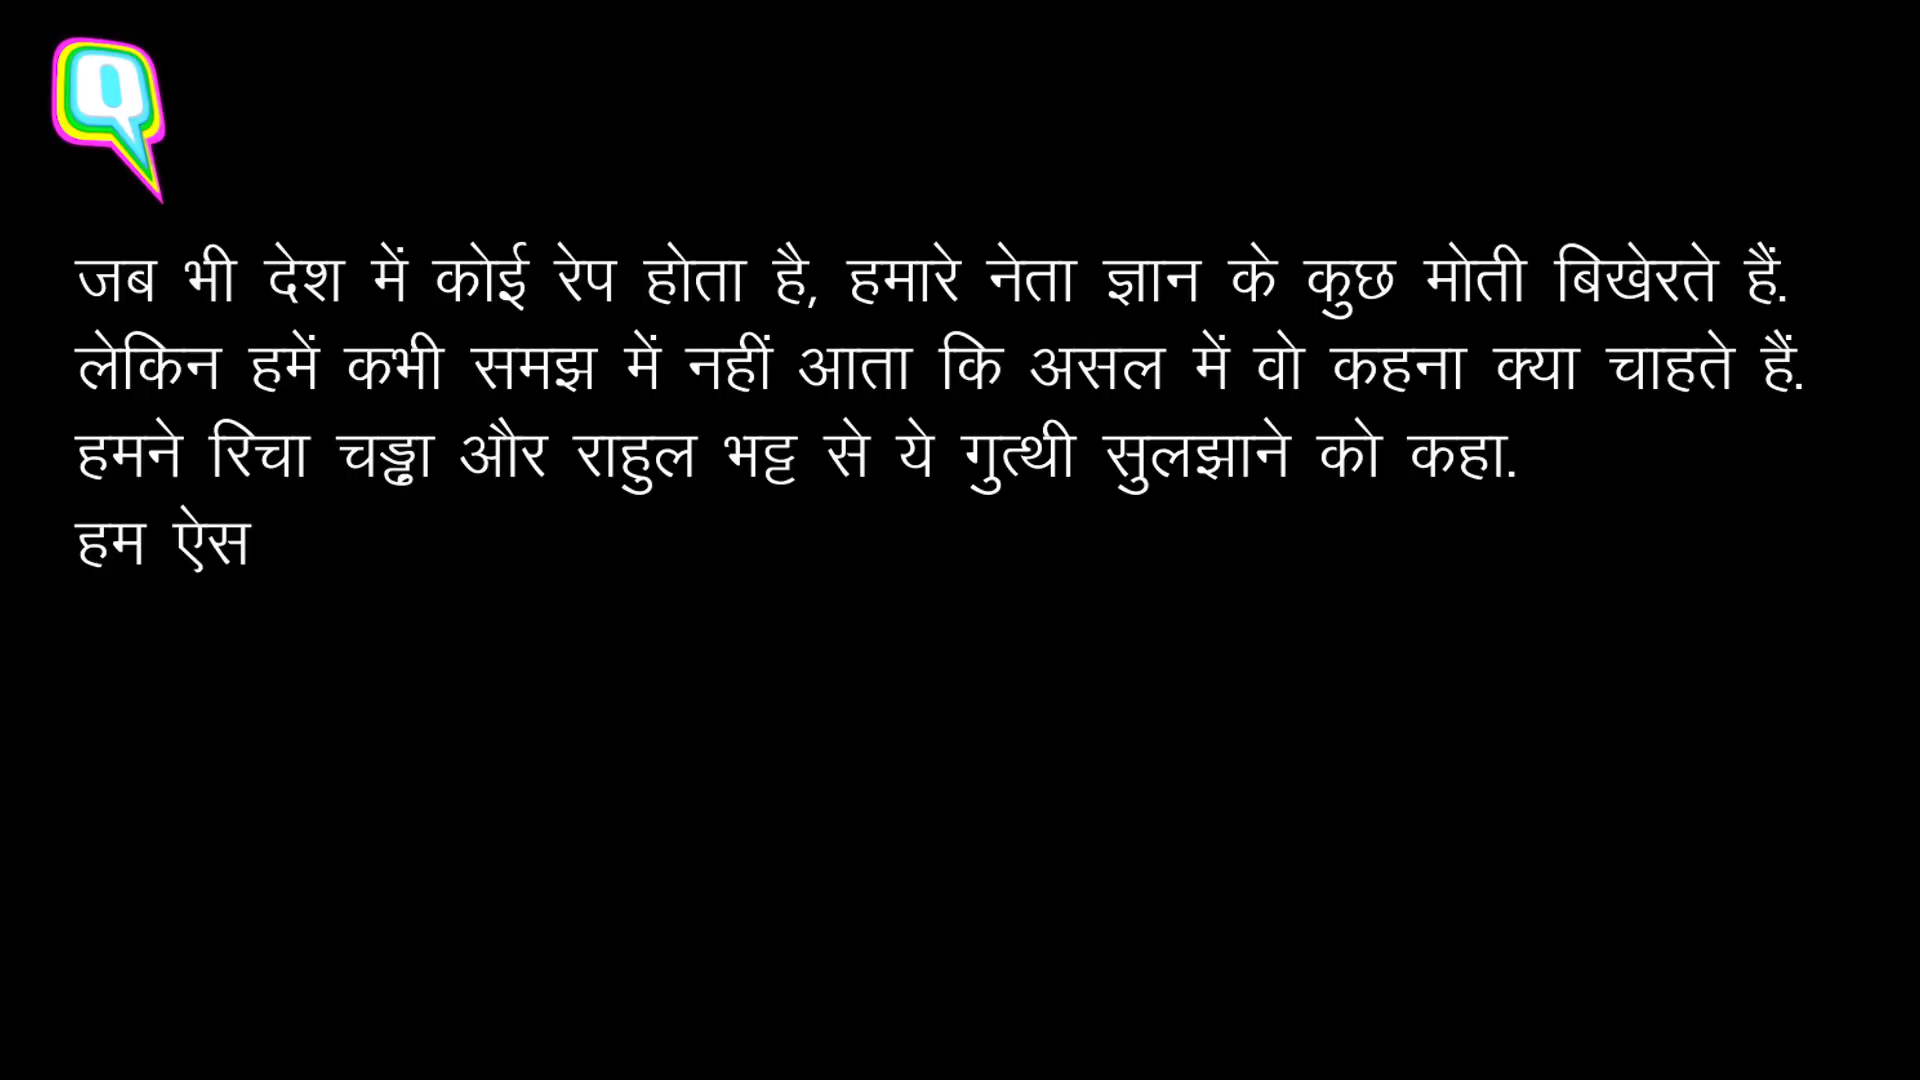 जब भी देश में कोई रेप होता है, हमारे नेता ज्ञान के कुछ मोती बिखेरते हैं.
लेकिन हमें कभी समझ में नहीं आता कि असल में वो कहना क्या चाहते हैं.
हमने रिचा चड्ढा और राहुल भट्ट से ये गुत्थी सुलझाने को कहा.
हम ऐस